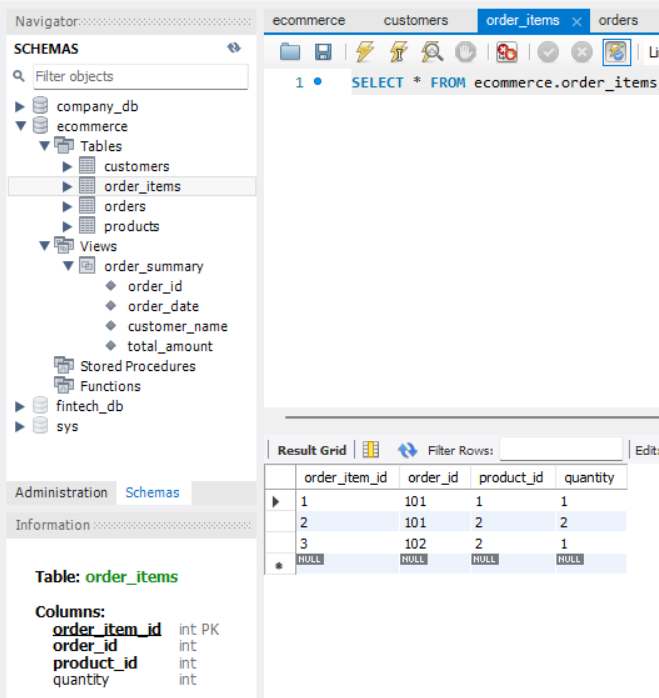 Navigator
SCHEMAS
Filter objects
company_db
ecommerce
Tables
customers
order_items
orders
products
Views
order_summary
order_id
order_date
customer_name
total_amount
Stored Procedures
Functions
fintech_db
sys
Administration Schemas
Information
Table: order_items
Columns:
order_item_id int PK
order_id int
product_id int
quantity int
ecommerce customers order_items × orders
Li
1 SELECT * FROM ecommerce.order_items
Result Grid Filter Rows: Edit:
order_item_id order_id product_id quantity
1 101 1 1
2 101 2 2
3 102 2 1
NULL NULL NULL NULL